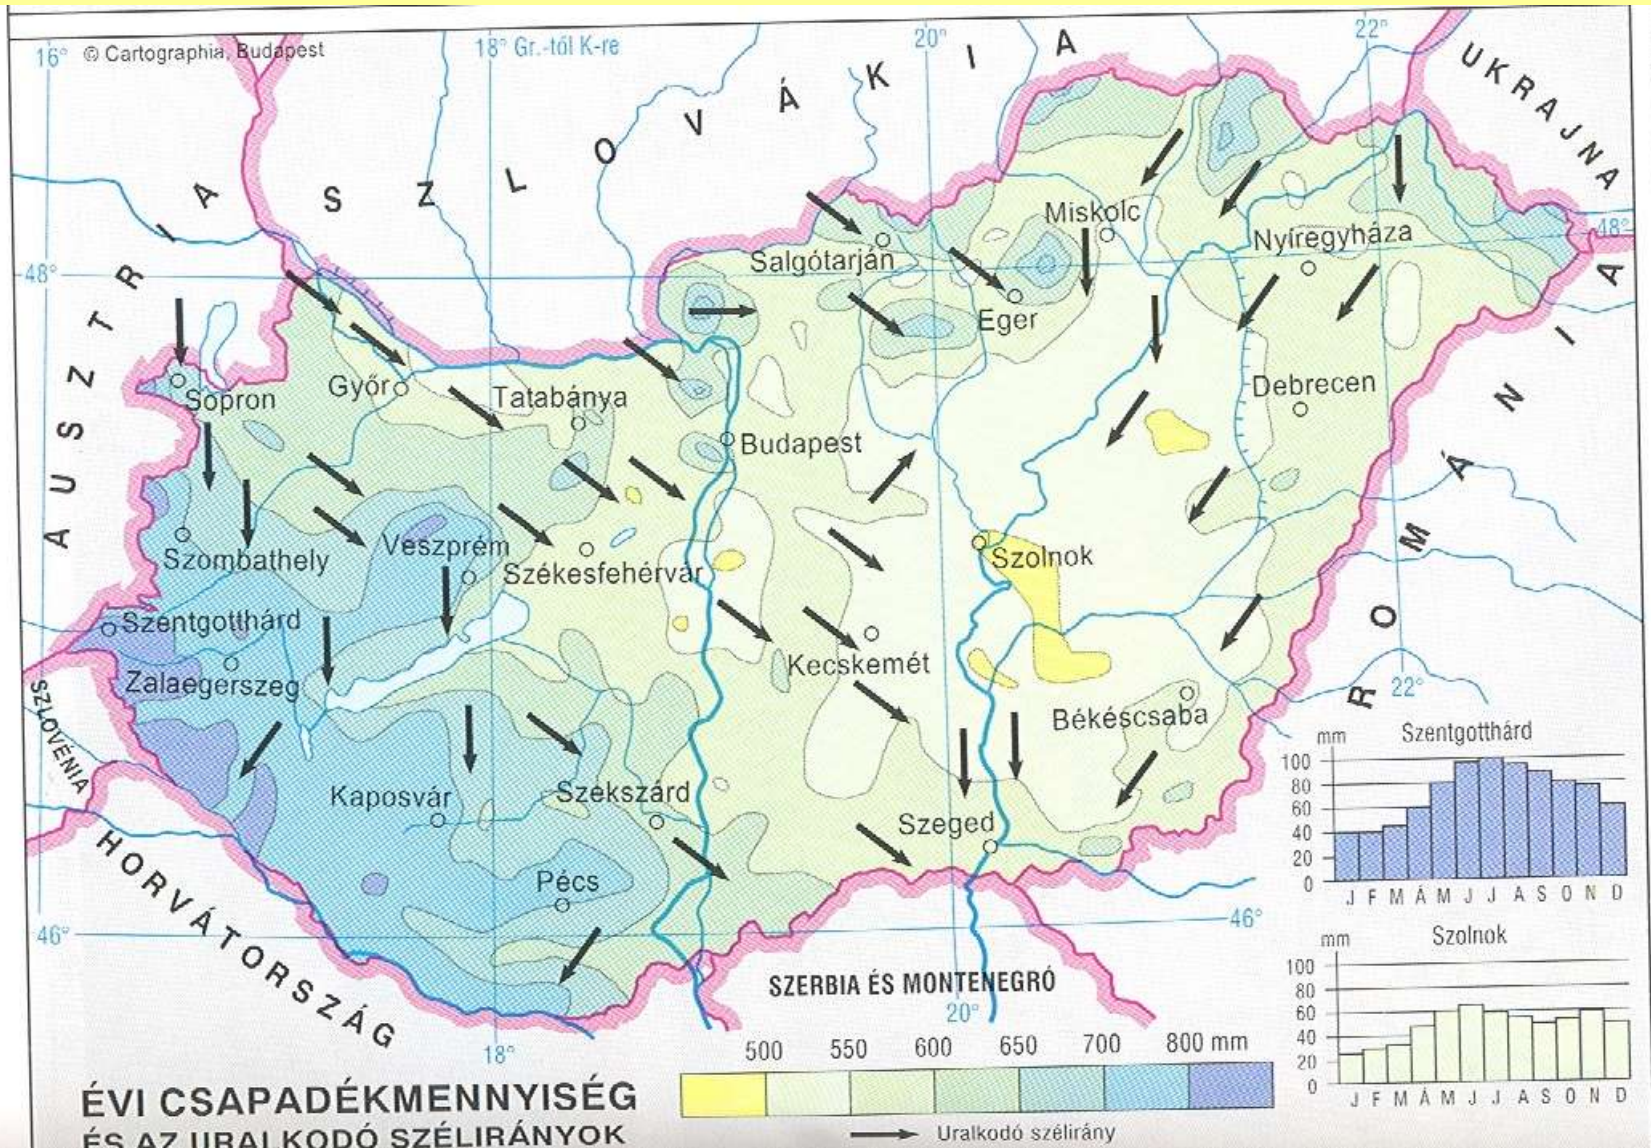 16°
© Cartographia, Budapest
18° Gr.-től K-re
20°
22°
SZLOVÁKIA
UKRAJNA
AUSZTRIA
ROMÁNIA
48°
48°
Salgótarján
Miskolc
Nyíregyháza
Eger
Sopron
Győr
Tatabánya
Debrecen
Budapest
Szombathely
Veszprém
Székesfehérvár
Szolnok
Szentgotthárd
Zalaegerszeg
Kecskemét
22°
SZLOVÉNIA
Békéscsaba
Kaposvár
Szekszárd
Szeged
Pécs
HORVÁTORSZÁG
46°
46°
SZERBIA ÉS MONTENEGRÓ
18°
20°
mm
Szentgotthárd
100
80
60
40
20
0
J F M Á M J J A S O N D
mm
Szolnok
100
80
60
40
20
0
J F M Á M J J A S O N D
500 550 600 650 700 800 mm
ÉVI CSAPADÉKMENNYISÉG
ÉS AZ URALKODÓ SZÉLIRÁNYOK
Uralkodó szélirány